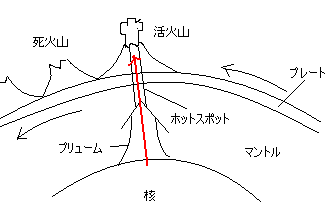 死火山
活火山
プレート
ホットスポット
プリューム
マントル
核